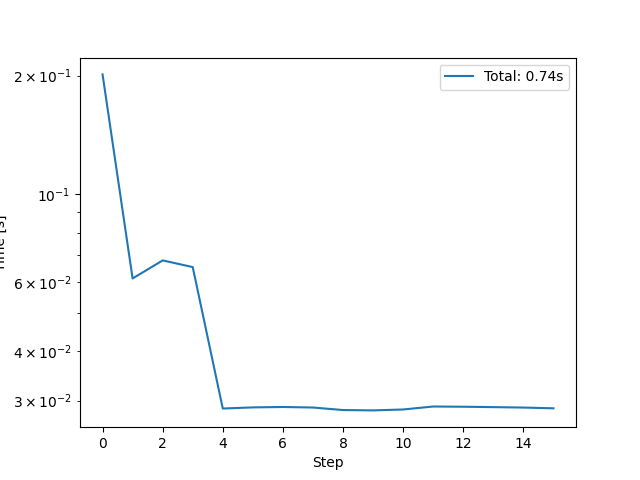 Total: 0.74s
2 × 10⁻¹
10⁻¹
6 × 10⁻²
4 × 10⁻²
3 × 10⁻²
[s]
0 2 4 6 8 10 12 14
Step